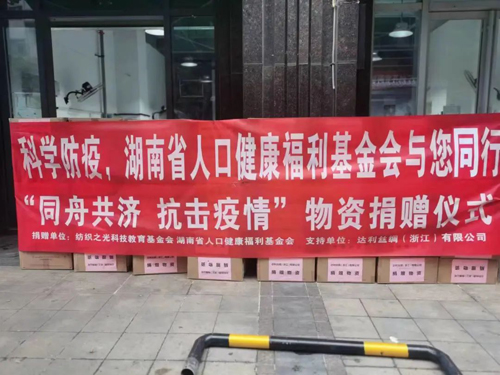 科学防疫，湖南省人口健康福利基金会与您同行
“同舟共济 抗击疫情”物资捐赠仪式
捐赠单位：纺织之光科技教育基金会 湖南省人口健康福利基金会 支持单位：达利丝绸（浙江）有限公司